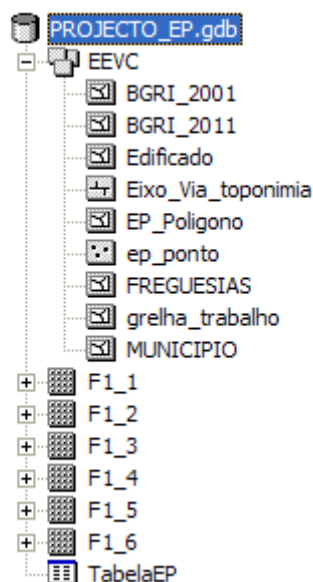 PROJECTO_EP.gdb
EEVC
BGRI_2001
BGRI_2011
Edificado
Eixo_Via_toponimia
EP_Poligono
ep_ponto
FREGUESIAS
grelha_trabalho
MUNICIPIO
F1_1
F1_2
F1_3
F1_4
F1_5
F1_6
TabelaEP